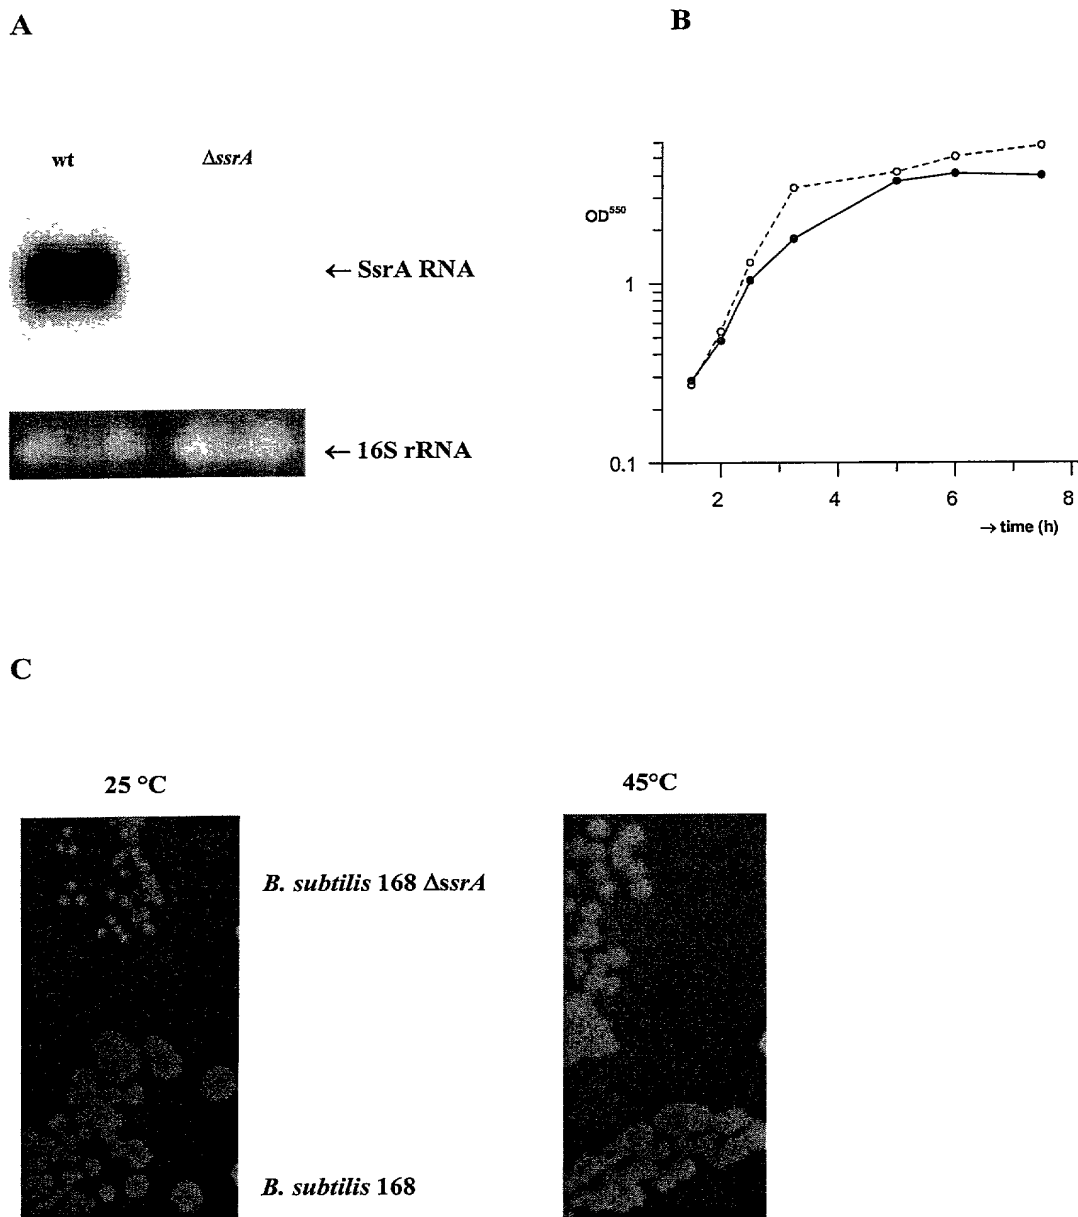 A
B
wt ΔssrA
← SsrA RNA
← 16S rRNA
OD⁵⁵⁰
1
0.1
2 4 6 8
→ time (h)
C
25 °C
45°C
B. subtilis 168 ΔssrA
B. subtilis 168